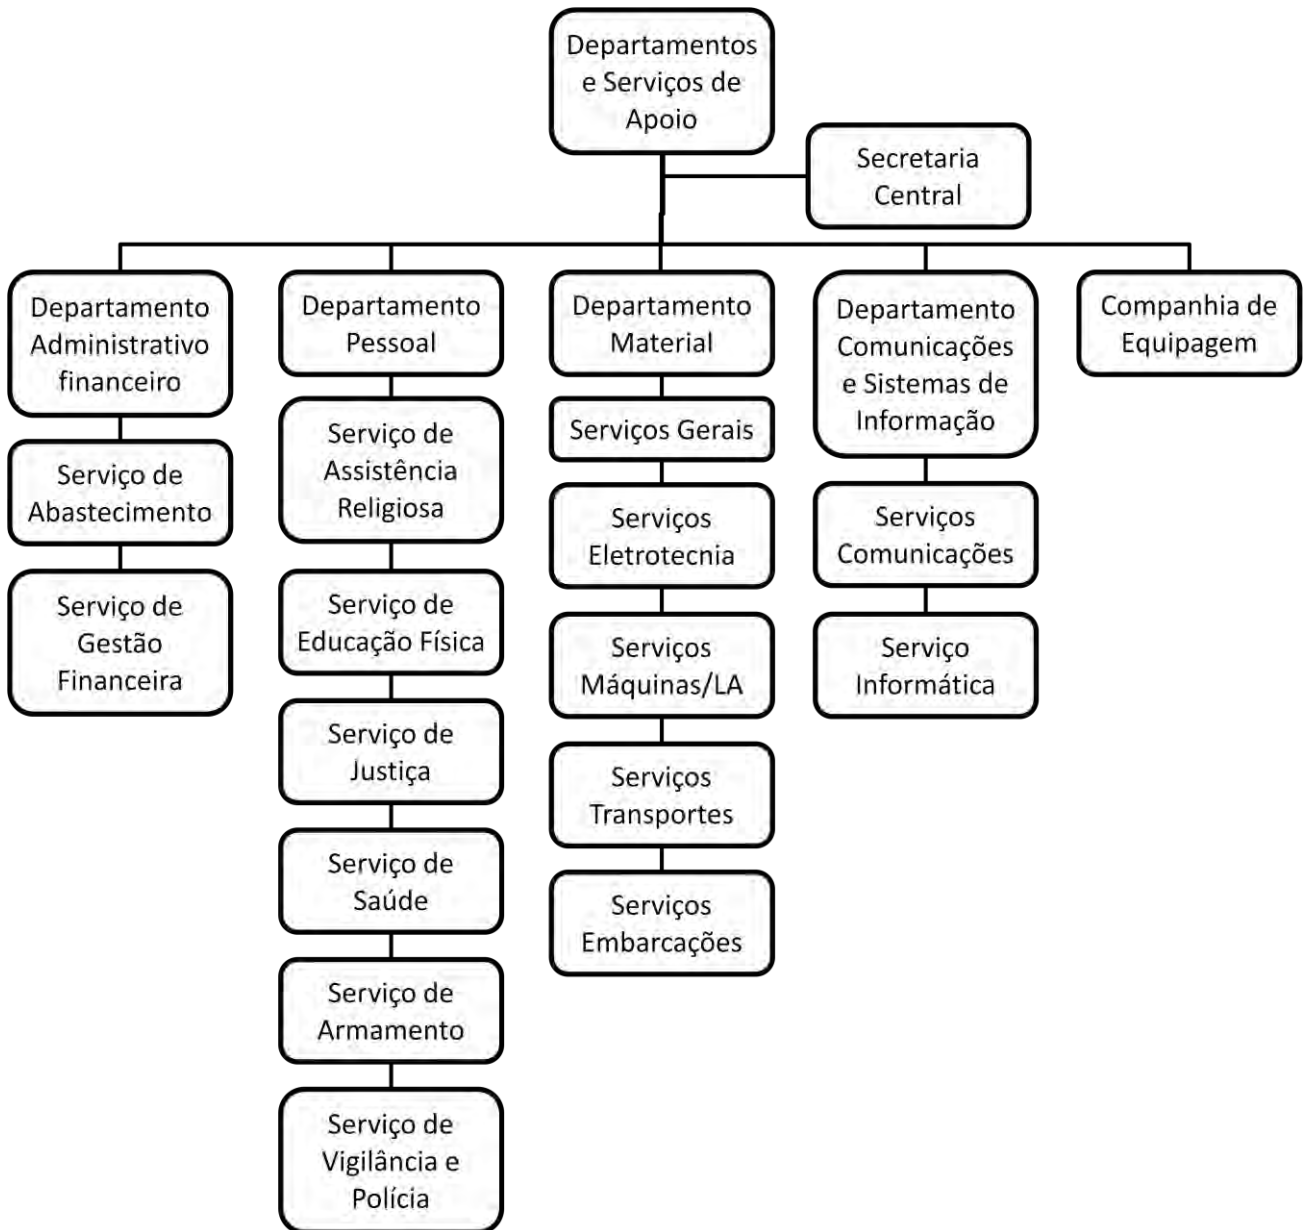 Departamentos
e Serviços de
Apoio
Secretaria
Central
Departamento
Administrativo
financeiro
Serviço de
Abastecimento
Serviço de
Gestão
Financeira
Departamento
Pessoal
Serviço de
Assistência
Religiosa
Serviço de
Educação Física
Serviço de
Justiça
Serviço de
Saúde
Serviço de
Armamento
Serviço de
Vigilância e
Polícia
Departamento
Material
Serviços Gerais
Serviços
Eletrotecnia
Serviços
Máquinas/LA
Serviços
Transportes
Serviços
Embarcações
Departamento
Comunicações
e Sistemas de
Informação
Serviços
Comunicações
Serviço
Informática
Companhia de
Equipagem